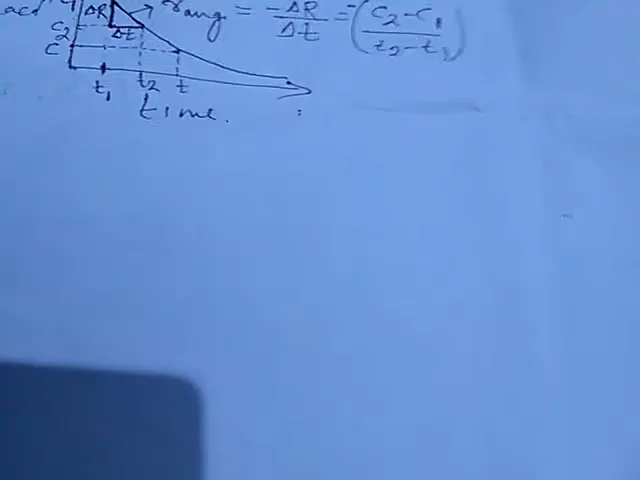 ΔR → r_avg = -ΔR/Δt = -(C₂-C₁/t₂-t₁)
C₂ Δt
C
t₁ t₂ t
time.